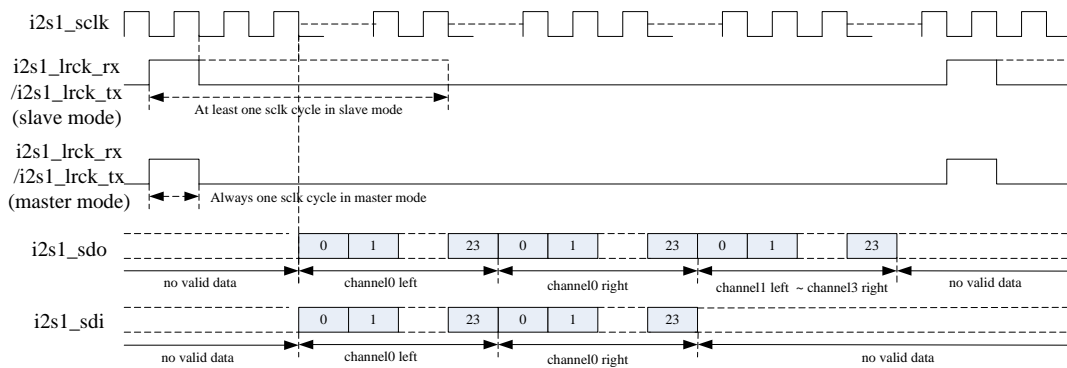 i2s1_sclk
i2s1_lrck_rx
/i2s1_lrck_tx
(slave mode)
At least one sclk cycle in slave mode
i2s1_lrck_rx
/i2s1_lrck_tx
(master mode)
Always one sclk cycle in master mode
i2s1_sdo
0 1 23 0 1 23 0 1 23
no valid data channel0 left channel0 right channel1 left ~ channel3 right no valid data
i2s1_sdi
0 1 23 0 1 23
no valid data channel0 left channel0 right no valid data